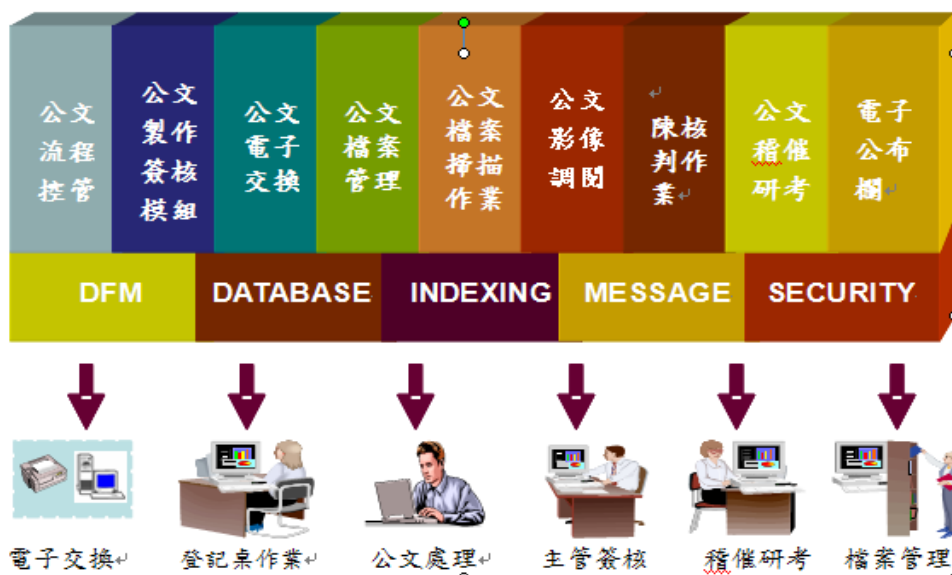 公文
流程
控管
公文
製作
簽核
模組
公文
電子
交換
公文
檔案
管理
公文
檔案
掃描
作業
公文
影像
調閱
陳核
判作
業
公文
稽催
研考
電子
公布
欄
DFM
DATABASE
INDEXING
MESSAGE
SECURITY
電子交換
登記桌作業
公文處理
主管簽核
稽催研考
檔案管理